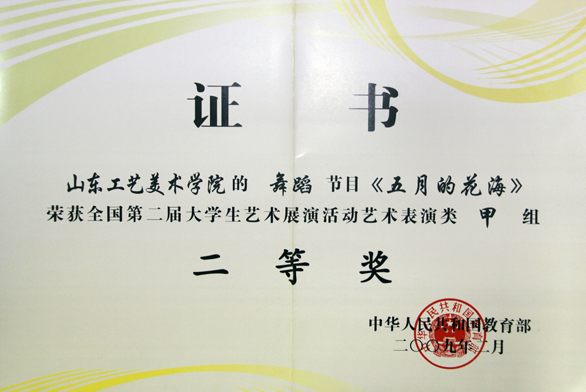 证 书
山东工艺美术学院的 舞蹈 节目《五月的花海》
荣获全国第二届大学生艺术展演活动艺术表演类 甲 组
二等奖
中华人民共和国教育部
二〇〇九年二月